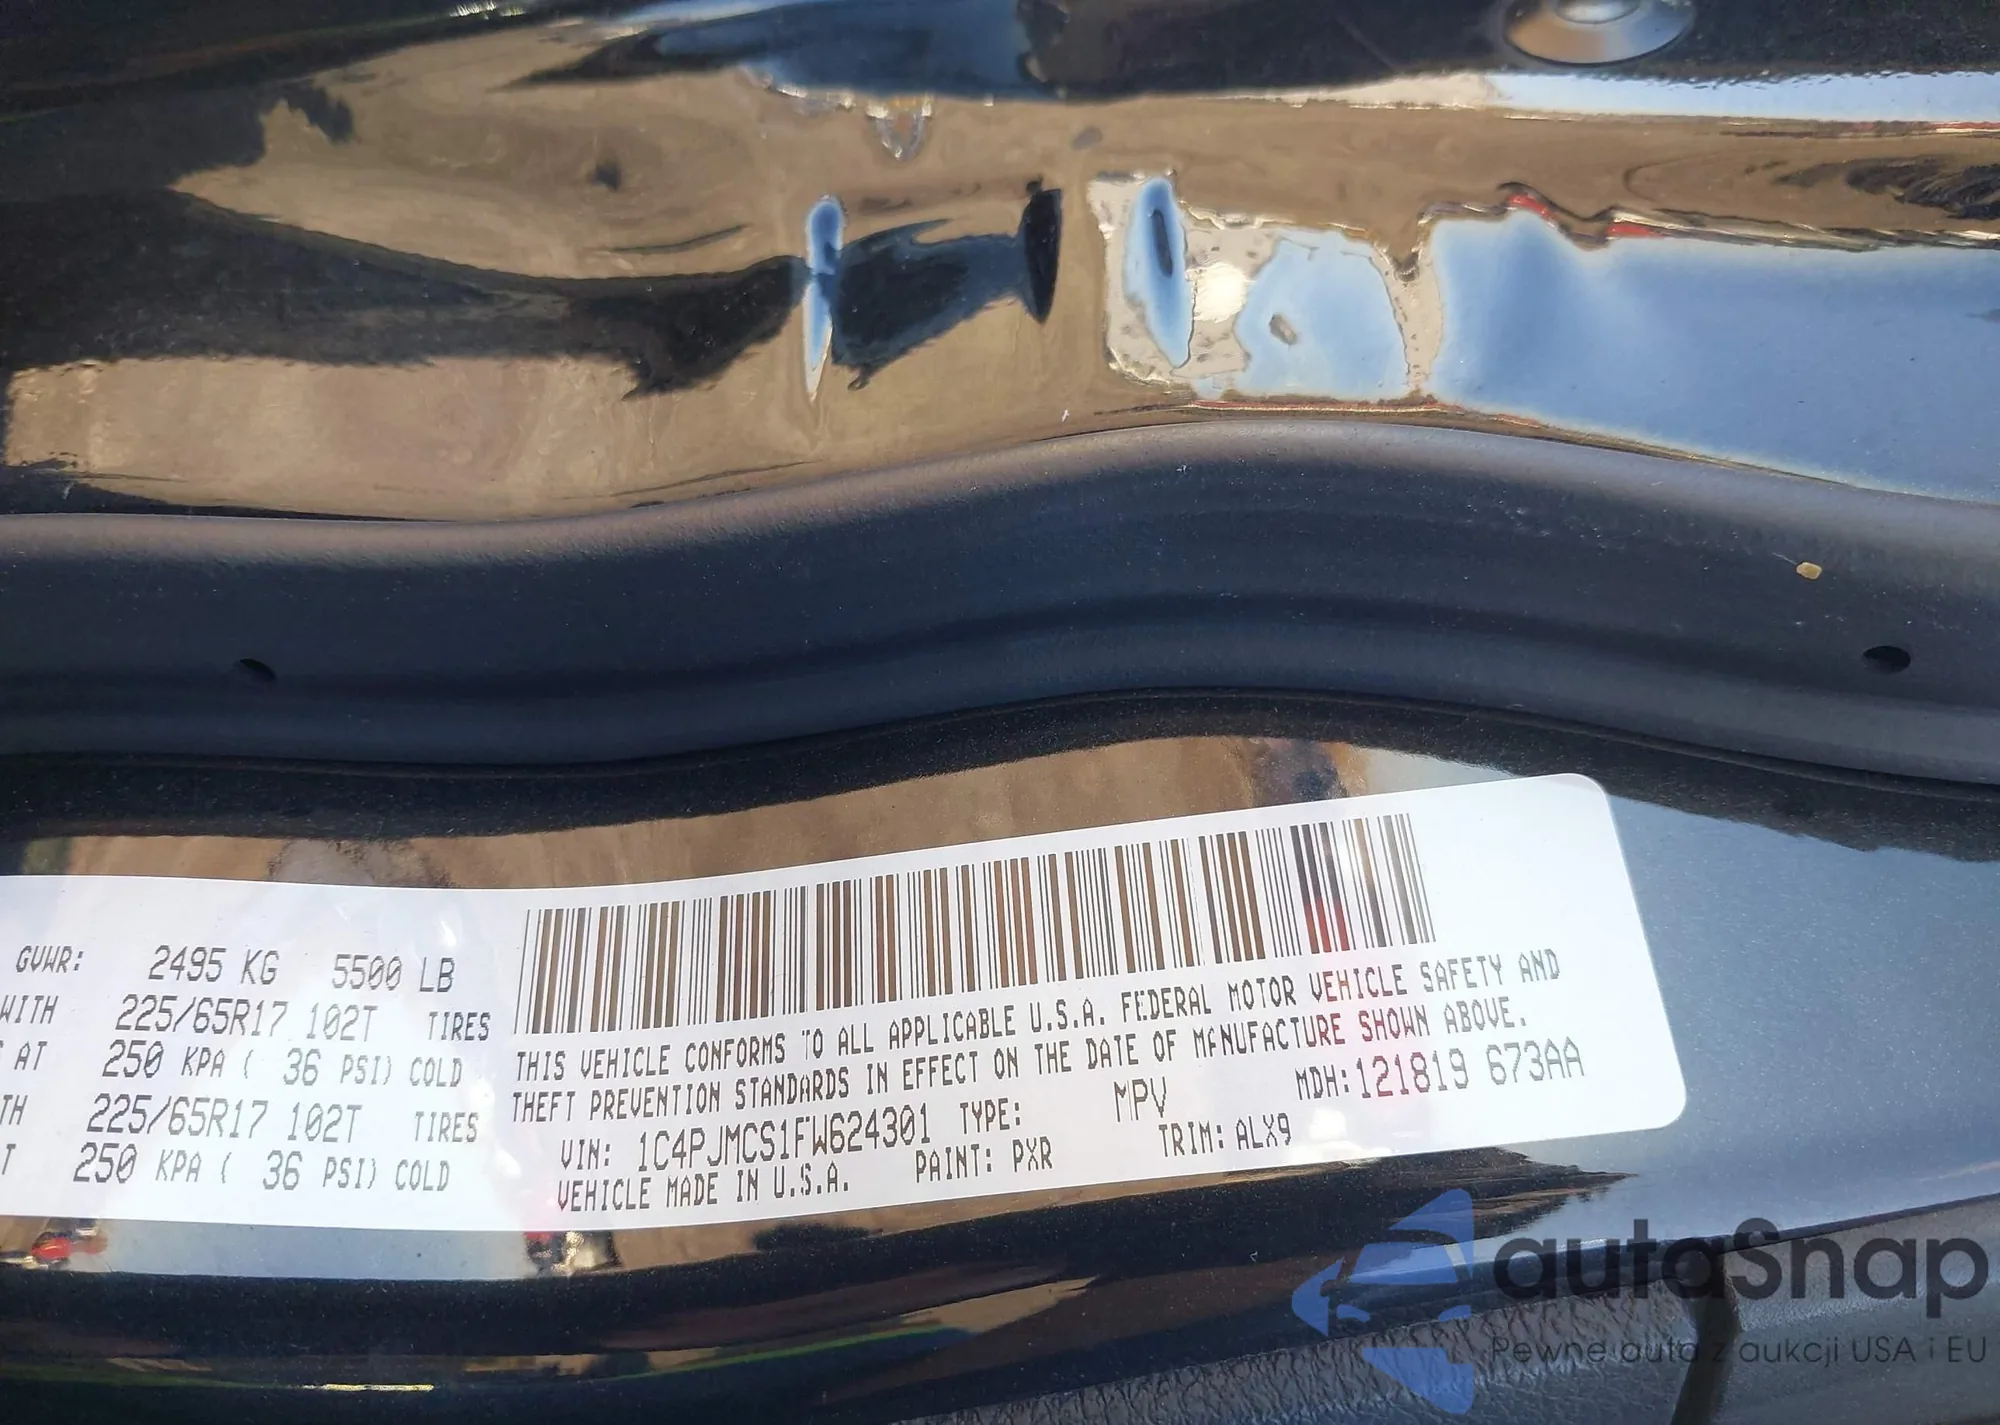 GVWR: 2495 KG 5500 LB
WITH 225/65R17 102T TIRES
AT 250 KPA ( 36 PSI) COLD
TH 225/65R17 102T TIRES
T 250 KPA ( 36 PSI) COLD
THIS VEHICLE CONFORMS TO ALL APPLICABLE U.S.A. FEDERAL MOTOR VEHICLE SAFETY AND
THEFT PREVENTION STANDARDS IN EFFECT ON THE DATE OF MANUFACTURE SHOWN ABOVE.
VIN: 1C4PJMCS1FW624301 TYPE: MPV MDH:121819 673AA
VEHICLE MADE IN U.S.A. PAINT: PXR TRIM: ALX9
autaSnap
Pewne auta z aukcji USA i EU